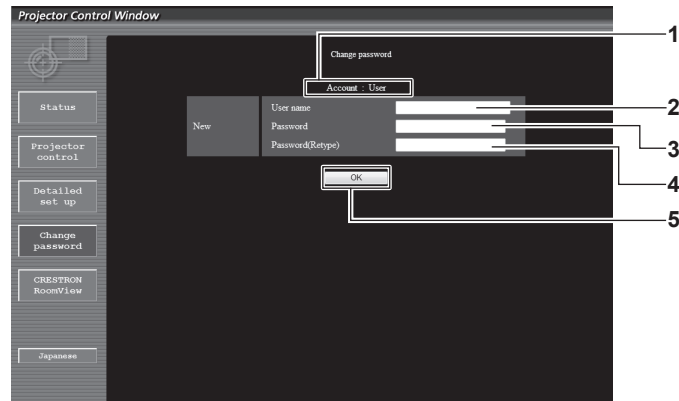 Projector Control Window
Change password
1
Account : User
Status
User name
2
New
Password
3
Projector control
Password(Retype)
4
OK
5
Detailed set up
Change password
CRESTRON RoomView
Japanese